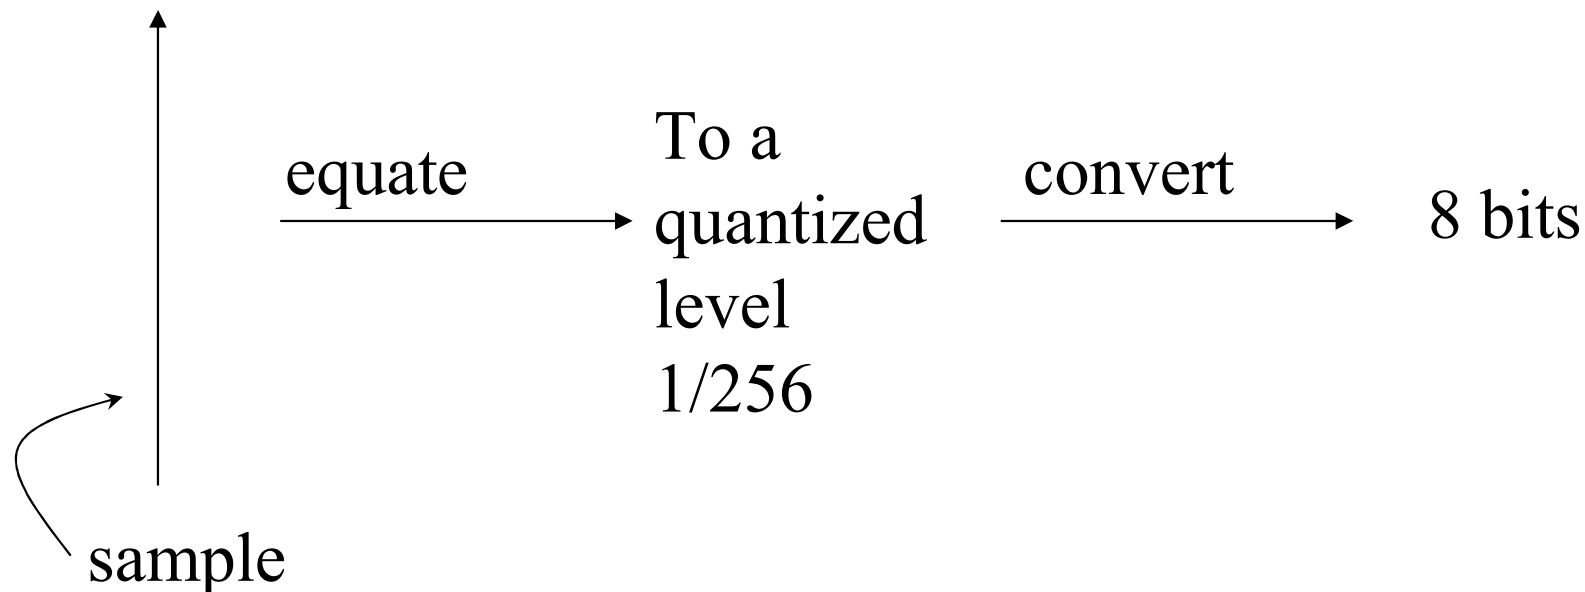 equate
To a
quantized
level
1/256
convert
8 bits
sample